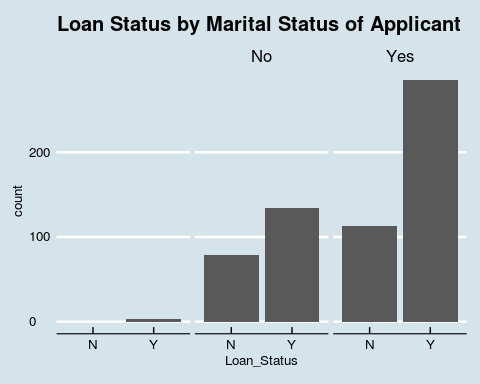 Loan Status by Marital Status of Applicant
No Yes
200
100
0
count
N Y N Y N Y
Loan_Status